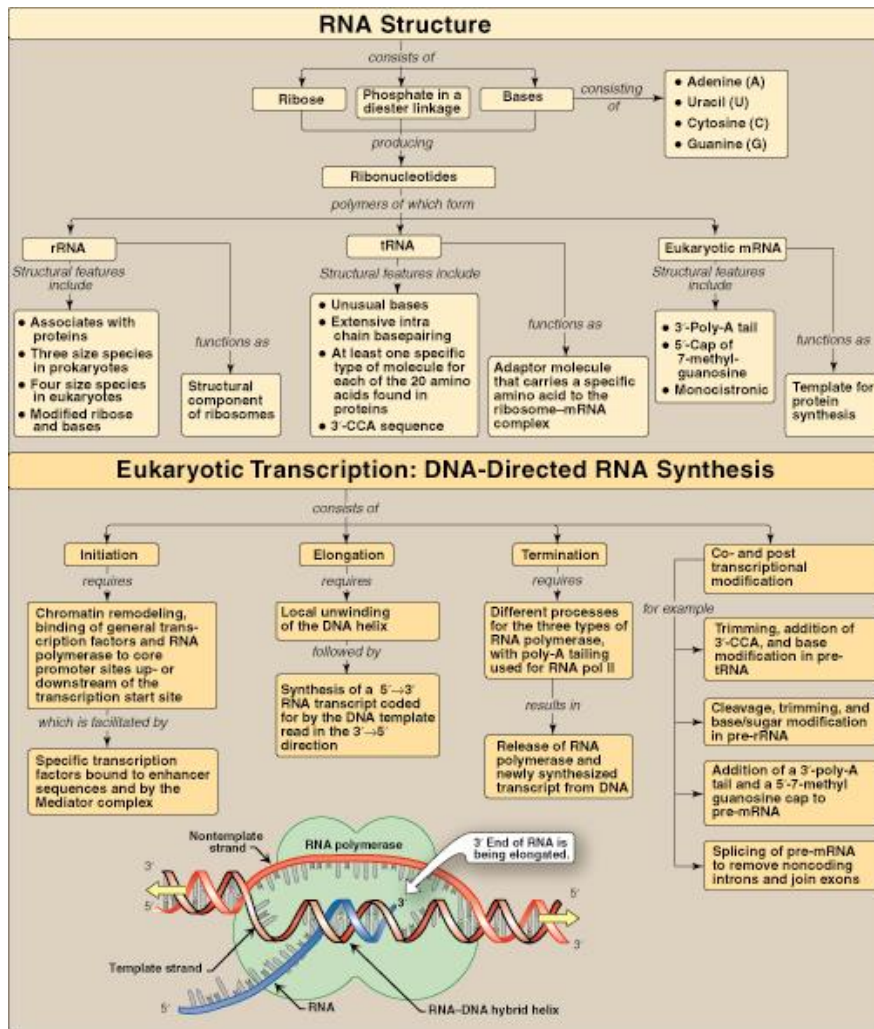 RNA Structure
consists of
Ribose
Phosphate in a
diester linkage
Bases
consisting
of
● Adenine (A)
● Uracil (U)
● Cytosine (C)
● Guanine (G)
producing
Ribonucleotides
polymers of which form
rRNA
Structural features
include
● Associates with
proteins
● Three size species
in prokaryotes
● Four size species
in eukaryotes
● Modified ribose
and bases
functions as
Structural
component
of ribosomes
tRNA
Structural features include
● Unusual bases
● Extensive intra
chain basepairing
● At least one specific
type of molecule for
each of the 20 amino
acids found in
proteins
● 3′-CCA sequence
functions as
Adaptor molecule
that carries a specific
amino acid to the
ribosome–mRNA
complex
Eukaryotic mRNA
Structural features
include
● 3′-Poly-A tail
● 5′-Cap of
7-methyl-
guanosine
● Monocistronic
functions as
Template for
protein
synthesis
Eukaryotic Transcription: DNA-Directed RNA Synthesis
consists of
Initiation
requires
Chromatin remodeling,
binding of general trans-
cription factors and RNA
polymerase to core
promoter sites up- or
downstream of the
transcription start site
which is facilitated by
Specific transcription
factors bound to enhancer
sequences and by the
Mediator complex
Elongation
requires
Local unwinding
of the DNA helix
followed by
Synthesis of a 5′→3′
RNA transcript coded
for by the DNA template
read in the 3′→5′
direction
Termination
requires
Different processes
for the three types of
RNA polymerase,
with poly-A tailing
used for RNA pol II
results in
Release of RNA
polymerase and
newly synthesized
transcript from DNA
Co- and post
transcriptional
modification
for example
Trimming, addition of
3′-CCA, and base
modification in pre-
tRNA
Cleavage, trimming, and
base/sugar modification
in pre-rRNA
Addition of a 3′-poly-A
tail and a 5′-7-methyl
guanosine cap to
pre-mRNA
Splicing of pre-mRNA
to remove noncoding
introns and join exons
Nontemplate
strand
RNA polymerase
3′ End of RNA is
being elongated.
3′
5′
3′
5′
3′
Template strand
5′
RNA
RNA–DNA hybrid helix